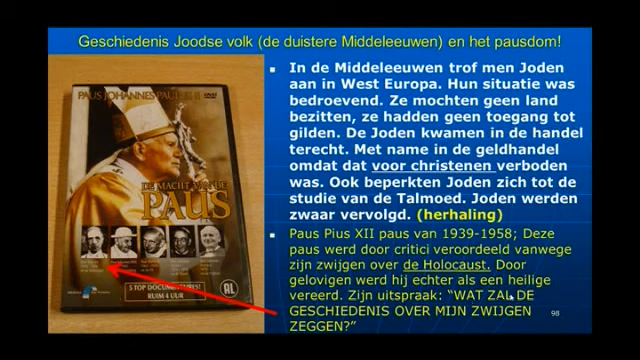 Geschiedenis Joodse volk (de duistere Middeleeuwen) en het pausdom!
PAUS JOHANNES PAULUS II
DVD
DE MACHT VAN DE
PAUS
5 TOP DOCUMENTAIRES!
RUIM 4 UUR
AL
In de Middeleeuwen trof men Joden
aan in West Europa. Hun situatie was
bedroevend. Ze mochten geen land
bezitten, ze hadden geen toegang tot
gilden. De Joden kwamen in de handel
terecht. Met name in de geldhandel
omdat dat voor christenen verboden
was. Ook beperkten Joden zich tot de
studie van de Talmoed. Joden werden
zwaar vervolgd. (herhaling)
Paus Pius XII paus van 1939-1958; Deze
paus werd door critici veroordeeld vanwege
zijn zwijgen over de Holocaust. Door
gelovigen werd hij echter als een heilige
vereerd. Zijn uitspraak: "WAT ZAL DE
GESCHIEDENIS OVER MIJN ZWIJGEN
ZEGGEN?"
98